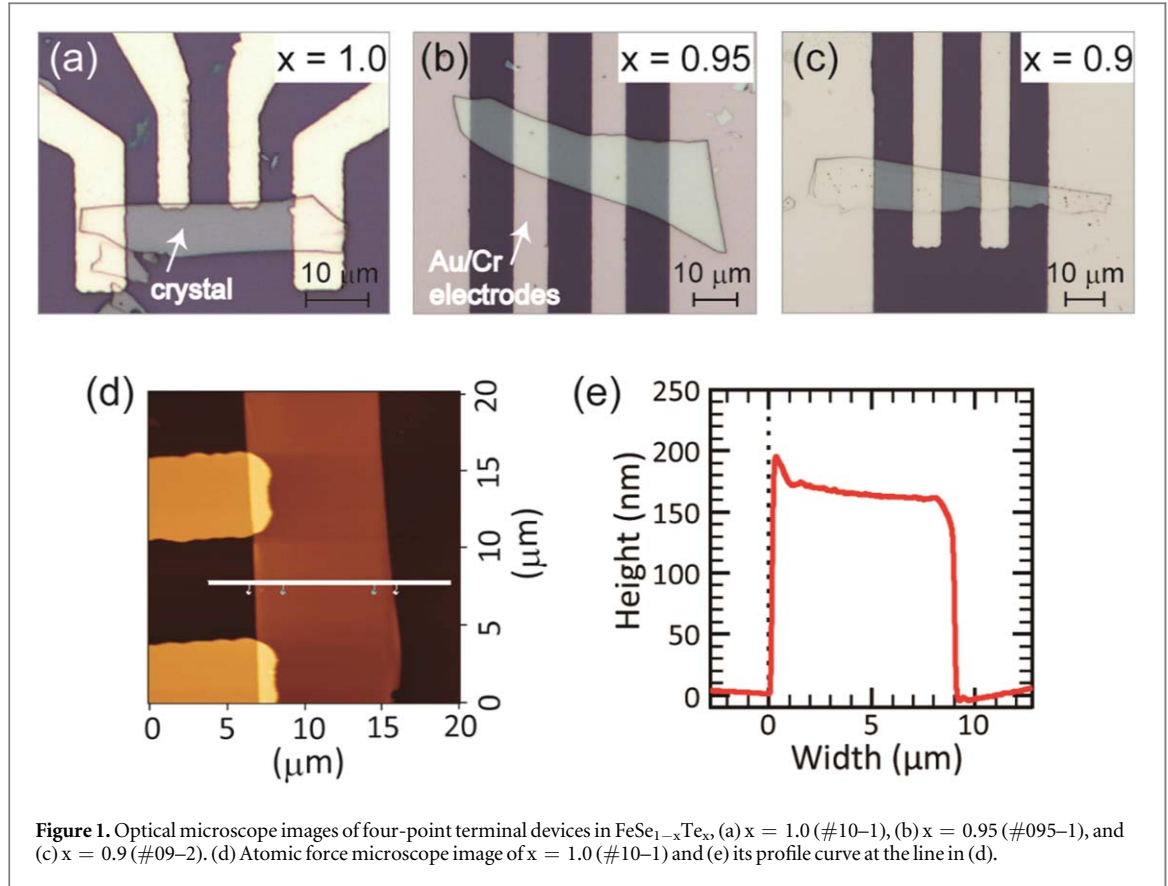 (a)
x = 1.0
crystal
10 μm
(b)
x = 0.95
Au/Cr
electrodes
10 μm
(c)
x = 0.9
10 μm
(d)
20
15
10
5
0
(μm)
0 5 10 15 20
(μm)
(e)
250
200
150
100
50
0
Height (nm)
0 5 10
Width (μm)
Figure 1. Optical microscope images of four-point terminal devices in FeSe₁₋ₓTeₓ, (a) x = 1.0 (#10–1), (b) x = 0.95 (#095–1), and
(c) x = 0.9 (#09–2). (d) Atomic force microscope image of x = 1.0 (#10–1) and (e) its profile curve at the line in (d).